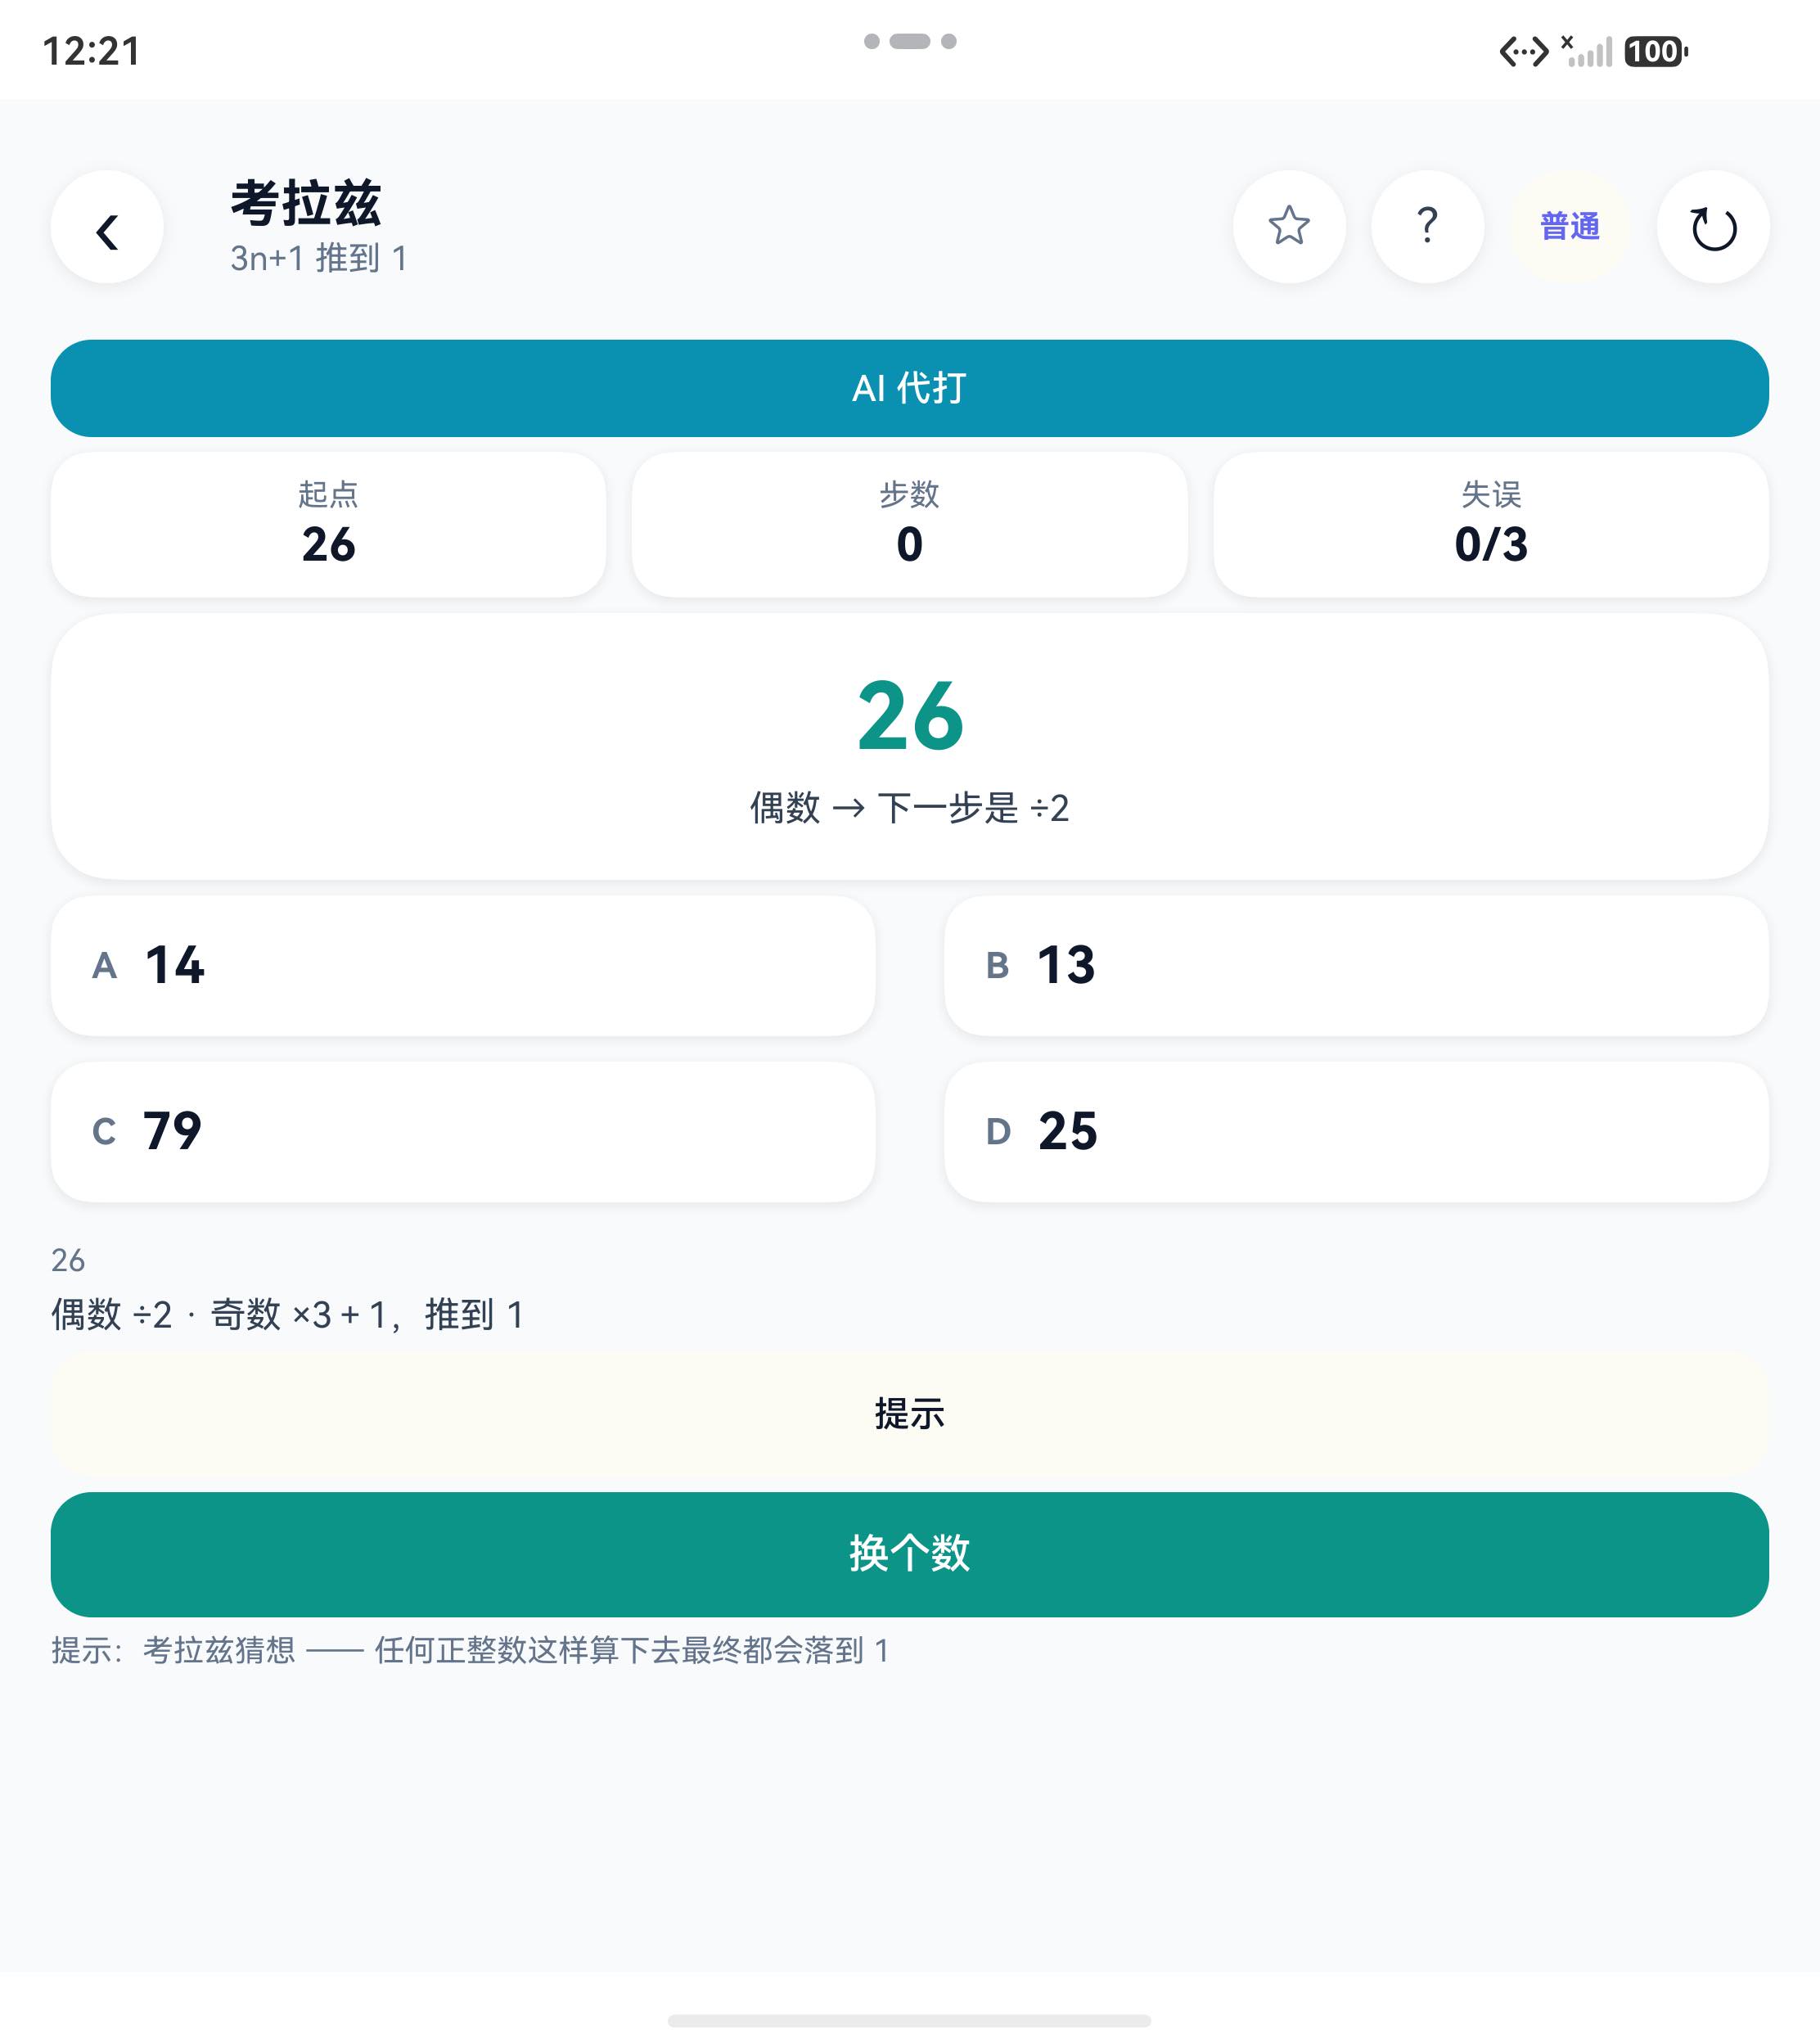 12:21
100
考拉兹
3n+1 推到 1
?
普通
AI 代打
起点
26
步数
0
失误
0/3
26
偶数 → 下一步是 ÷2
A 14
B 13
C 79
D 25
26
偶数 ÷2 · 奇数 ×3 + 1，推到 1
提示
换个数
提示：考拉兹猜想 —— 任何正整数这样算下去最终都会落到 1